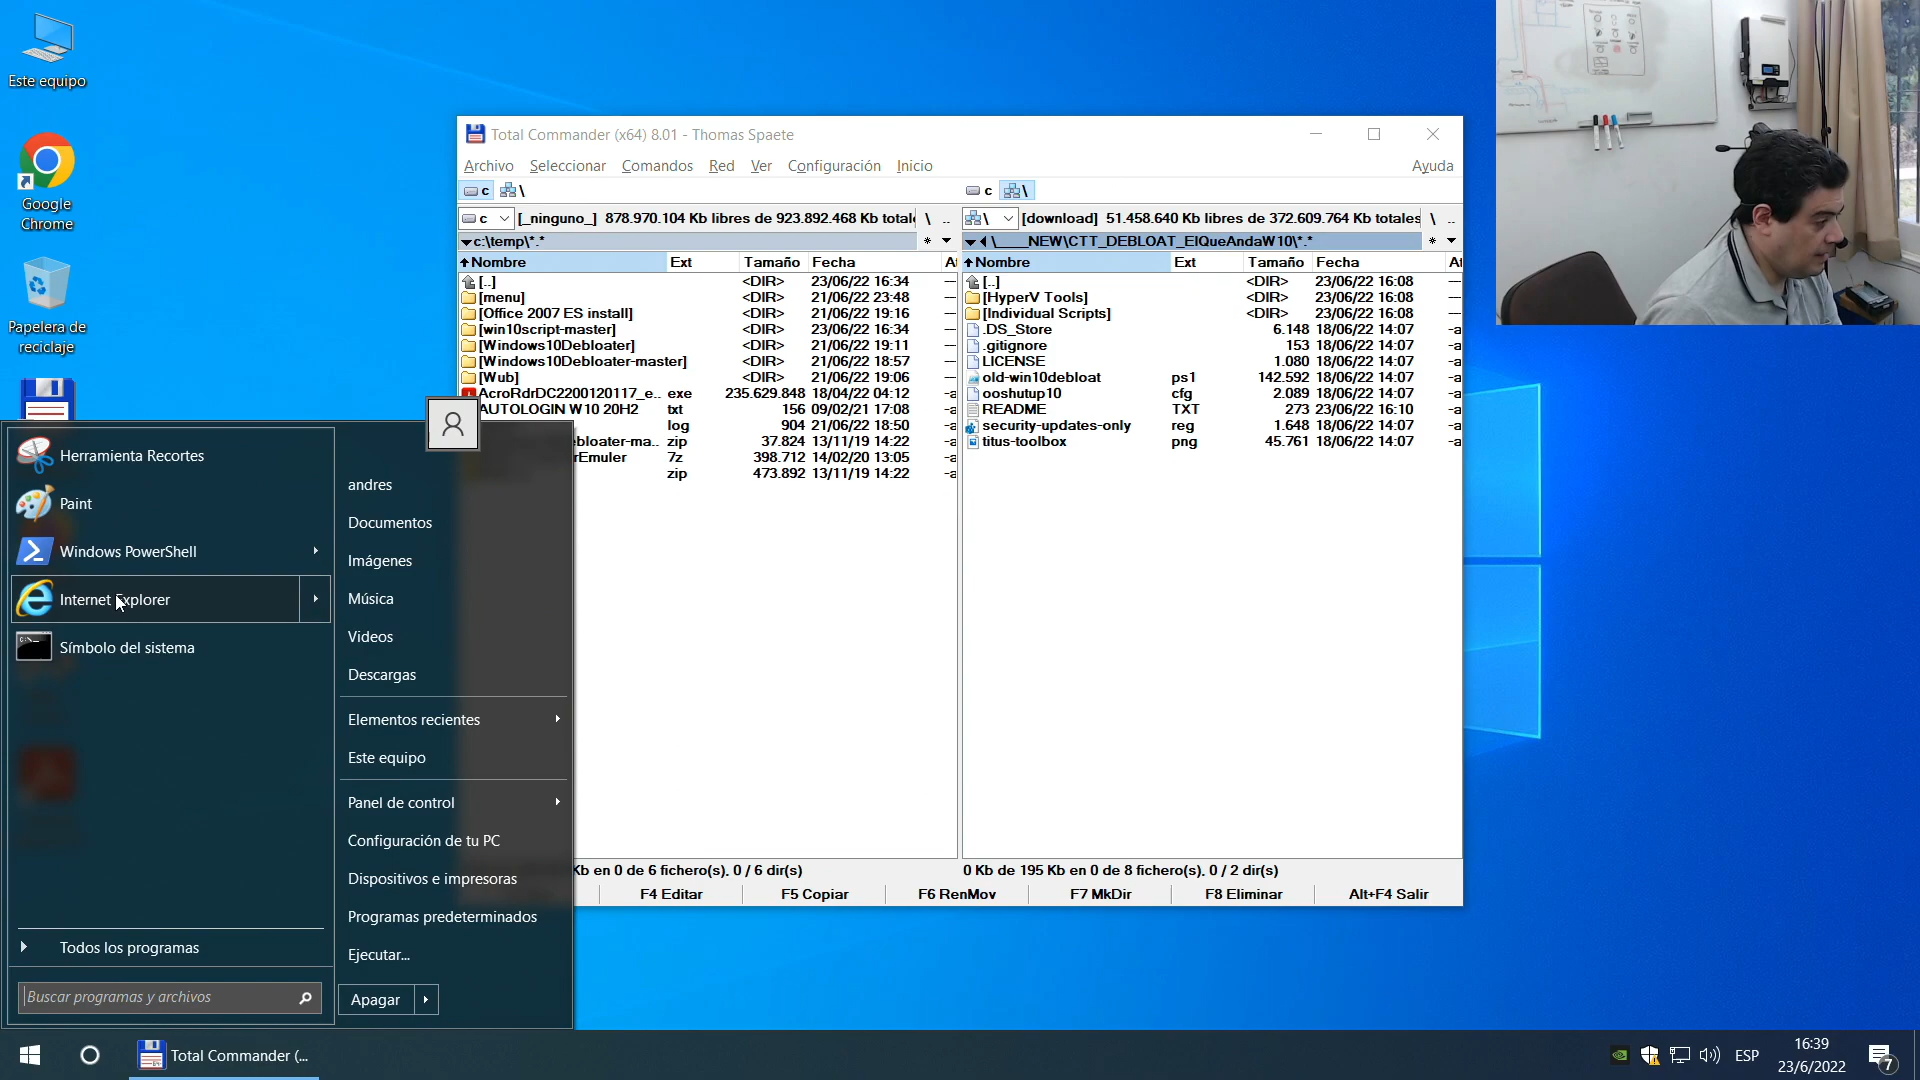 Este equipo
Google
Chrome
Papelera de
reciclaje
Total Commander (x64) 8.01 - Thomas Spaete
Archivo Seleccionar Comandos Red Ver Configuración Inicio Ayuda
c \
c \
c [_ninguno_] 878.970.104 Kb libres de 923.892.468 Kb total \ ..
\ [download] 51.458.640 Kb libres de 372.609.764 Kb totales \ ..
c:\temp\*.* *
\____NEW\CTT_DEBLOAT_ElQueAndaW10\*.* *
Nombre Ext Tamaño Fecha
[..] <DIR> 23/06/22 16:34
[menu] <DIR> 21/06/22 23:48
[Office 2007 ES install] <DIR> 21/06/22 19:16
[win10script-master] <DIR> 23/06/22 16:34
[Windows10Debloater] <DIR> 21/06/22 19:11
[Windows10Debloater-master] <DIR> 21/06/22 18:57
[Wub] <DIR> 21/06/22 19:06
AcroRdrDC2200120117_e.. exe 235.629.848 18/04/22 04:12 -a
AUTOLOGIN W10 20H2 txt 156 09/02/21 17:08 -a
log 904 21/06/22 18:50 -a
ebloater-ma.. zip 37.824 13/11/19 14:22 -a
rEmuler 7z 398.712 14/02/20 13:05 -a
zip 473.892 13/11/19 14:22 -a
Nombre Ext Tamaño Fecha
[..] <DIR> 23/06/22 16:08
[HyperV Tools] <DIR> 23/06/22 16:08
[Individual Scripts] <DIR> 23/06/22 16:08
.DS_Store 6.148 18/06/22 14:07 -a
.gitignore 153 18/06/22 14:07 -a
LICENSE 1.080 18/06/22 14:07 -a
old-win10debloat ps1 142.592 18/06/22 14:07 -a
ooshutup10 cfg 2.089 18/06/22 14:07 -a
README TXT 273 23/06/22 16:10 -a
security-updates-only reg 1.648 18/06/22 14:07 -a
titus-toolbox png 45.761 18/06/22 14:07 -a
Kb en 0 de 6 fichero(s), 0 / 6 dir(s)
0 Kb de 195 Kb en 0 de 8 fichero(s), 0 / 2 dir(s)
F4 Editar F5 Copiar F6 RenMov F7 MkDir F8 Eliminar Alt+F4 Salir
Herramienta Recortes
Paint
Windows PowerShell
Internet Explorer
Símbolo del sistema
Todos los programas
Buscar programas y archivos
andres
Documentos
Imágenes
Música
Videos
Descargas
Elementos recientes
Este equipo
Panel de control
Configuración de tu PC
Dispositivos e impresoras
Programas predeterminados
Ejecutar...
Apagar
Total Commander (...
ESP
16:39
23/6/2022
7